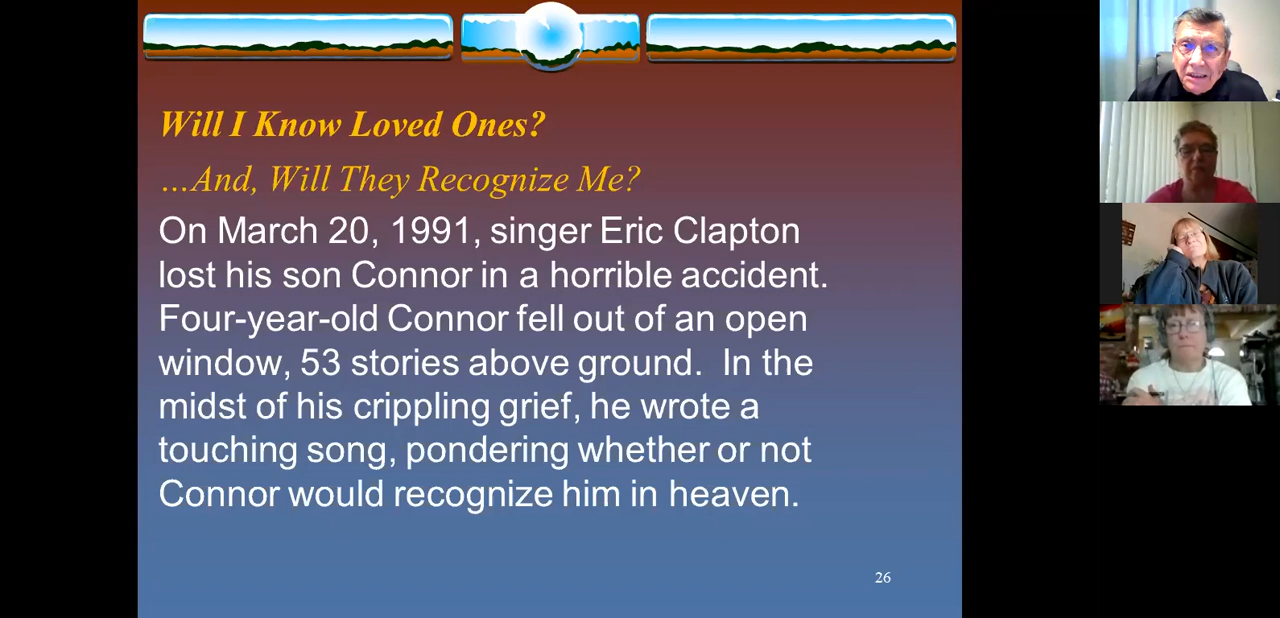 Will I Know Loved Ones?
…And, Will They Recognize Me?
On March 20, 1991, singer Eric Clapton
lost his son Connor in a horrible accident.
Four-year-old Connor fell out of an open
window, 53 stories above ground.  In the
midst of his crippling grief, he wrote a
touching song, pondering whether or not
Connor would recognize him in heaven.
26